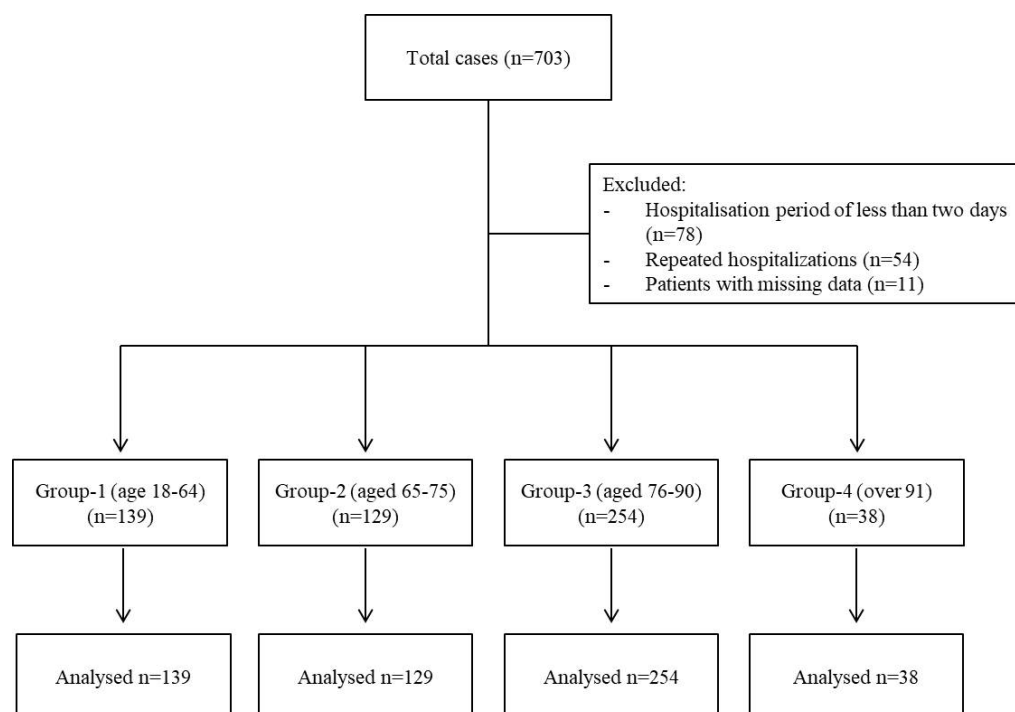 Total cases (n=703)
Excluded:
- Hospitalisation period of less than two days
(n=78)
- Repeated hospitalizations (n=54)
- Patients with missing data (n=11)
Group-1 (age 18-64)
(n=139)
Group-2 (aged 65-75)
(n=129)
Group-3 (aged 76-90)
(n=254)
Group-4 (over 91)
(n=38)
Analysed n=139
Analysed n=129
Analysed n=254
Analysed n=38